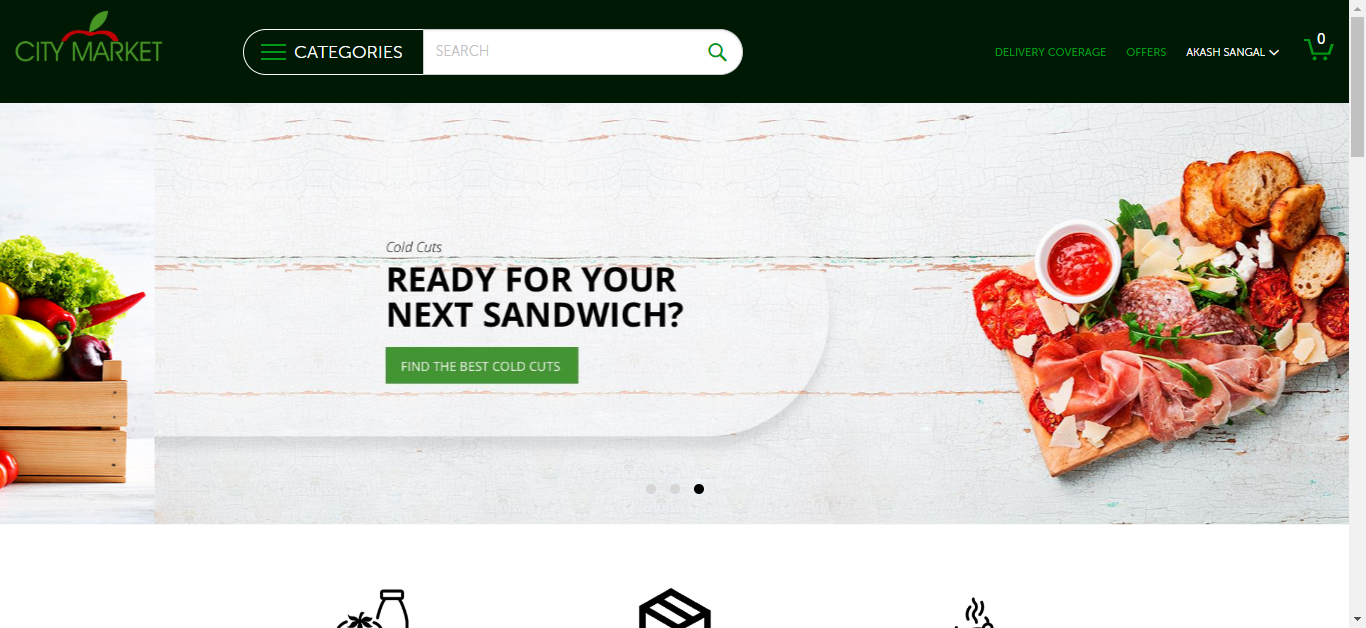 CITY MARKET
CATEGORIES
SEARCH
DELIVERY COVERAGE
OFFERS
AKASH SANGAL
0
Cold Cuts
READY FOR YOUR
NEXT SANDWICH?
FIND THE BEST COLD CUTS